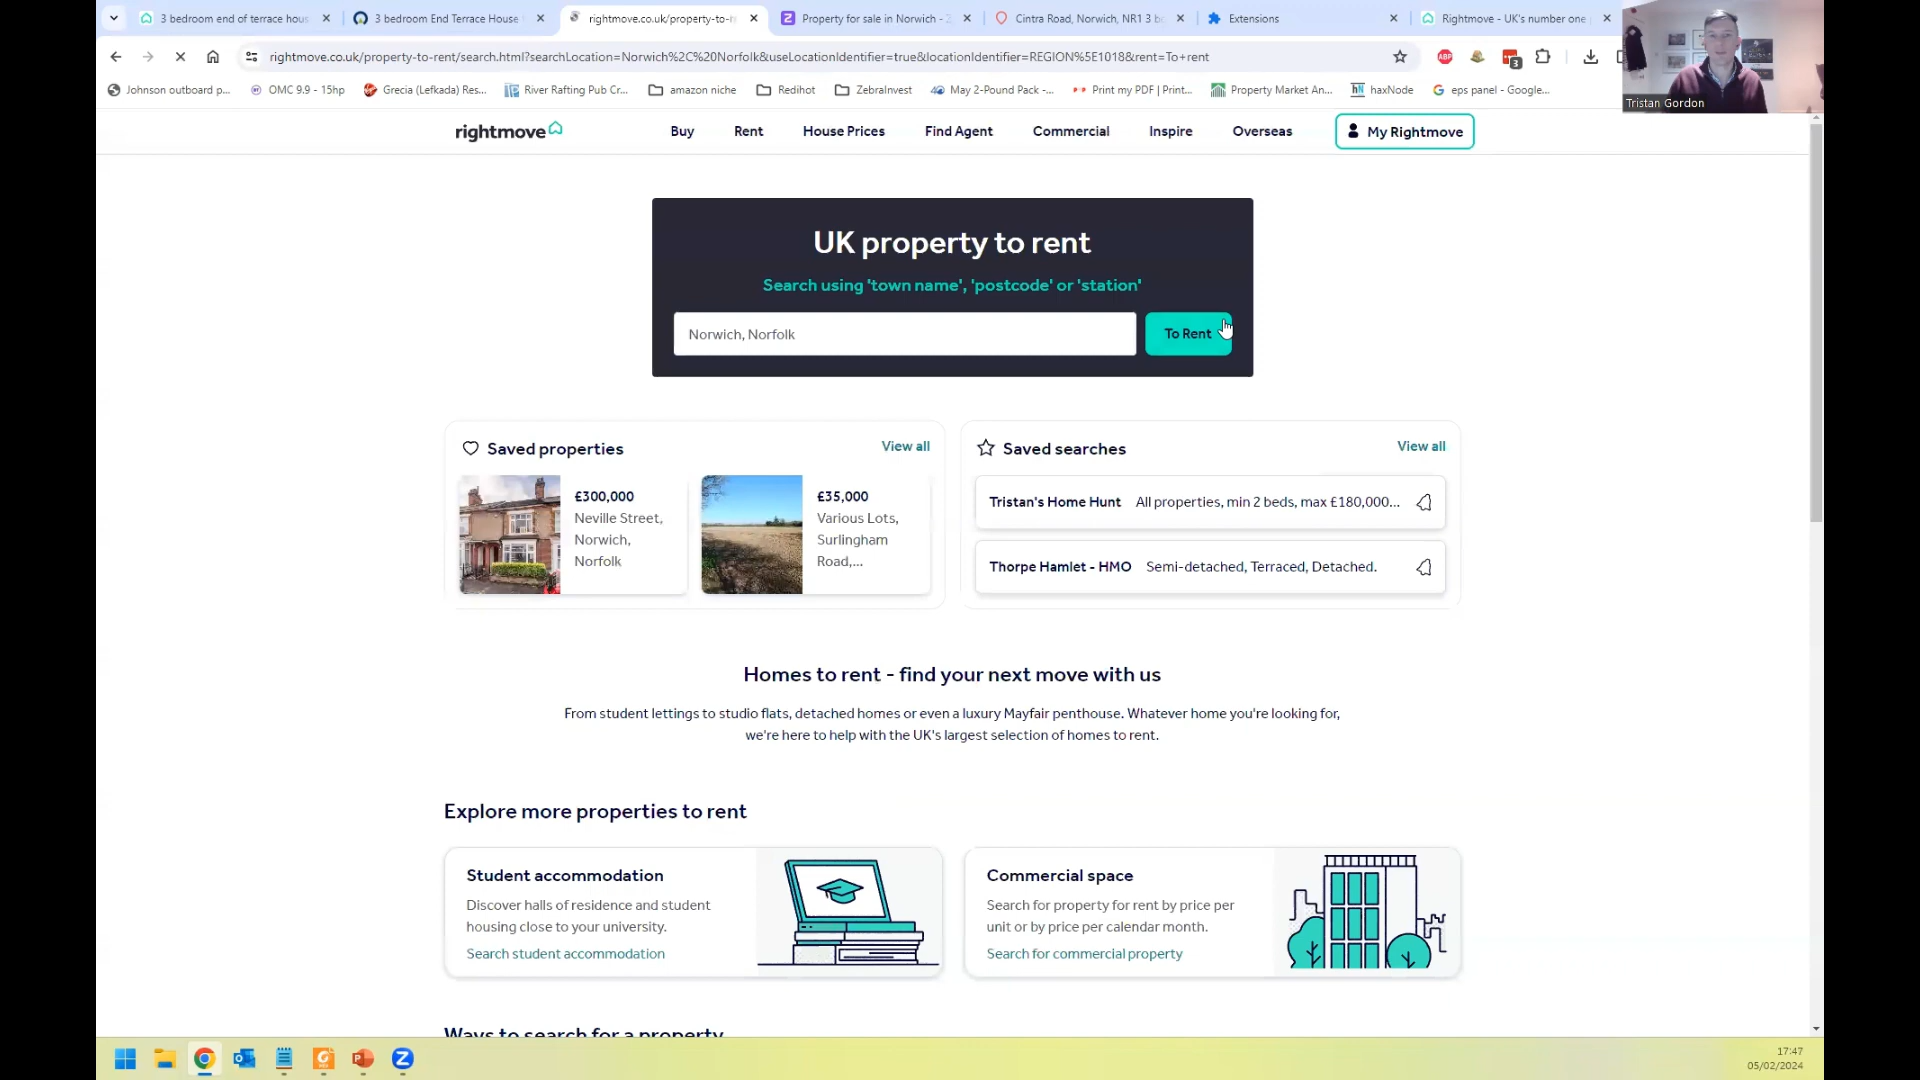 3 bedroom end of terrace hous
3 bedroom End Terrace House
rightmove.co.uk/property-to-re
Property for sale in Norwich - 2
Cintra Road, Norwich, NR1 3 b
Extensions
Rightmove - UK's number one
rightmove.co.uk/property-to-rent/search.html?searchLocation=Norwich%2C%20Norfolk&useLocationIdentifier=true&locationIdentifier=REGION%5E1018&rent=To+rent
ABP
3
Johnson outboard p...
OMC 9.9 - 15hp
Grecia (Lefkada) Res...
River Rafting Pub Cr...
amazon niche
Redihot
ZebraInvest
May 2-Pound Pack -...
Print my PDF | Print...
Property Market An...
haxNode
eps panel - Google...
Tristan Gordon
rightmove
Buy
Rent
House Prices
Find Agent
Commercial
Inspire
Overseas
My Rightmove
UK property to rent
Search using 'town name', 'postcode' or 'station'
Norwich, Norfolk
To Rent
Saved properties
View all
£300,000
Neville Street,
Norwich,
Norfolk
£35,000
Various Lots,
Surlingham
Road,...
Saved searches
View all
Tristan's Home Hunt All properties, min 2 beds, max £180,000...
Thorpe Hamlet - HMO Semi-detached, Terraced, Detached.
Homes to rent - find your next move with us
From student lettings to studio flats, detached homes or even a luxury Mayfair penthouse. Whatever home you're looking for,
we're here to help with the UK's largest selection of homes to rent.
Explore more properties to rent
Student accommodation
Discover halls of residence and student
housing close to your university.
Search student accommodation
Commercial space
Search for property for rent by price per
unit or by price per calendar month.
Search for commercial property
Ways to search for a property
17:47
05/02/2024